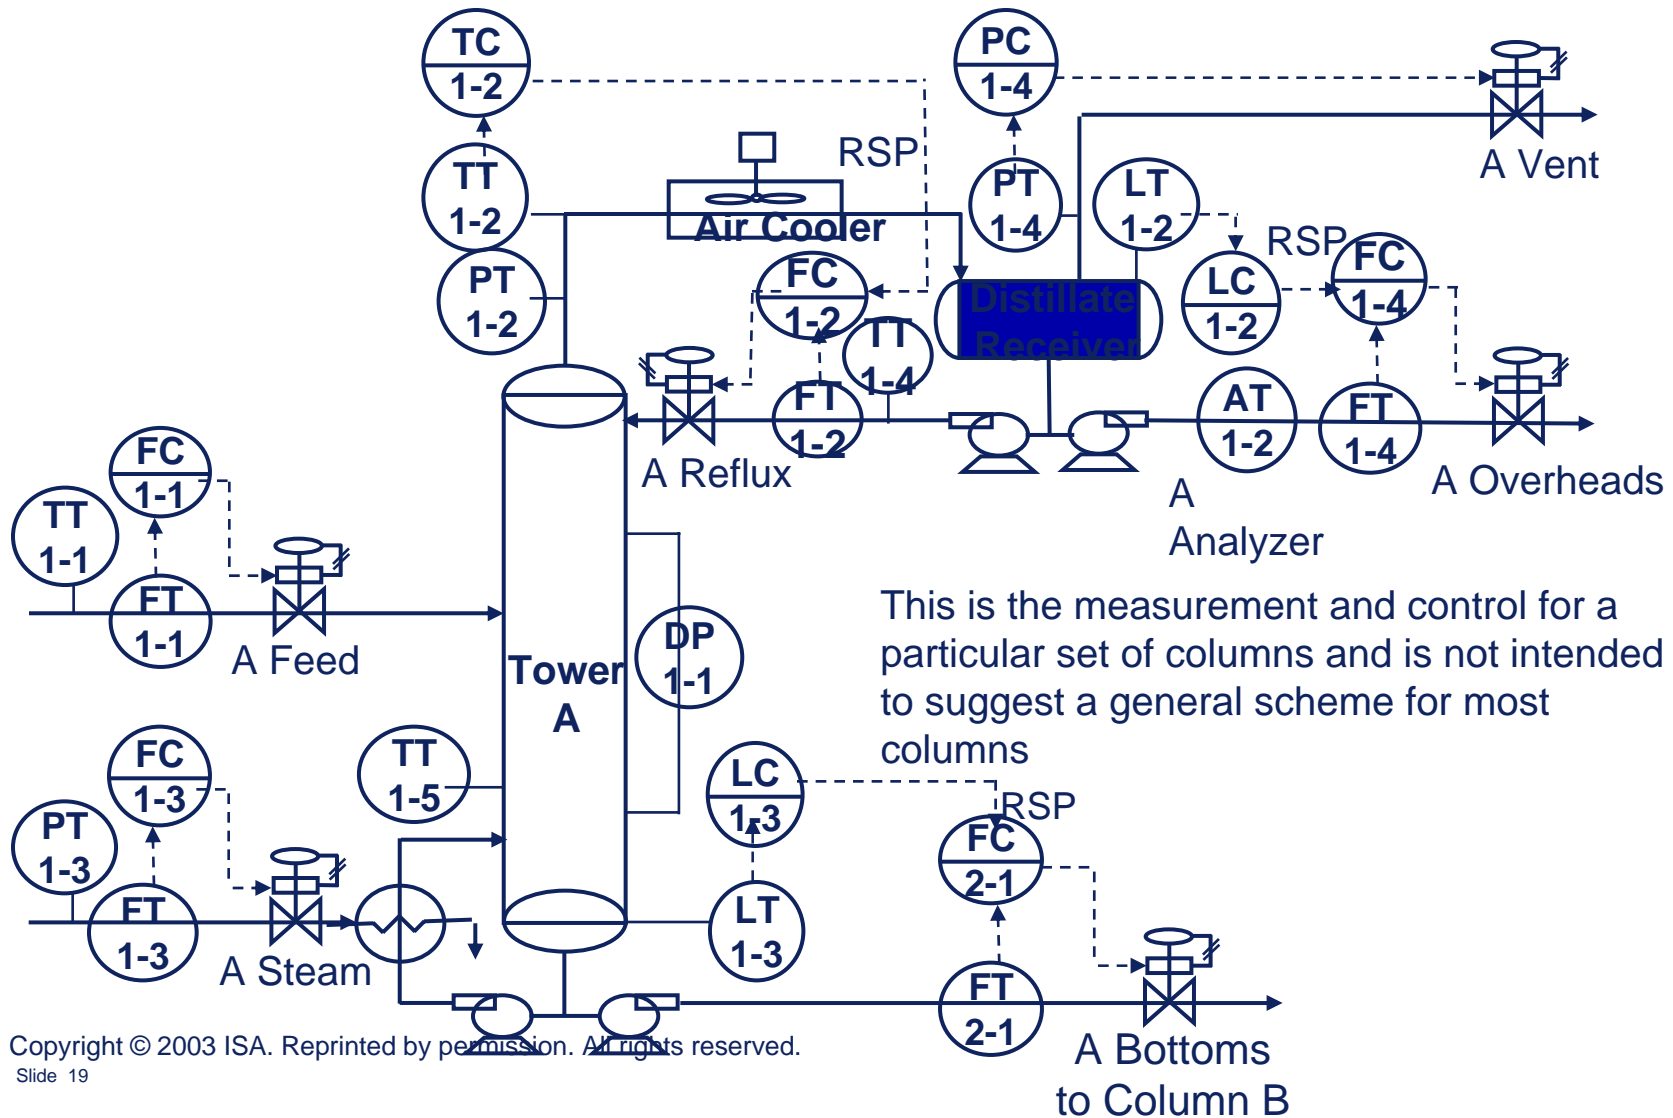 TC
1-2
PC
1-4
TT
1-2
RSP
PT
1-4
LT
1-2
A Vent
Air Cooler
PT
1-2
FC
1-2
Distillate
Receiver
LC
1-2
RSP
FC
1-4
TT
1-4
FT
1-2
AT
1-2
FT
1-4
A Reflux
A
Analyzer
A Overheads
FC
1-1
TT
1-1
FT
1-1
A Feed
Tower
A
DP
1-1
This is the measurement and control for a
particular set of columns and is not intended
to suggest a general scheme for most
columns
FC
1-3
PT
1-3
FT
1-3
A Steam
TT
1-5
LC
1-3
LT
1-3
RSP
FC
2-1
FT
2-1
A Bottoms
to Column B
Copyright © 2003 ISA. Reprinted by permission. All rights reserved.
Slide 19